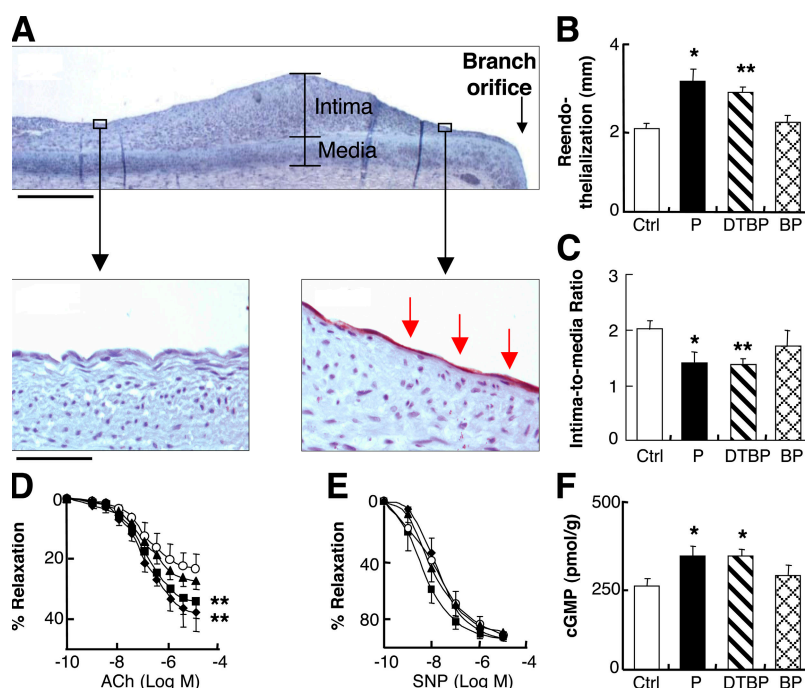 A
Branch
orifice
Intima
Media
B
Reendo-
thelialization (mm)
4
2
0
*
**
Ctrl P DTBP BP
C
Intima-to-media Ratio
3
2
1
0
*
**
Ctrl P DTBP BP
D
% Relaxation
0
20
40
**
**
-10 -8 -6 -4
ACh (Log M)
E
% Relaxation
0
40
80
-10 -8 -6 -4
SNP (Log M)
F
cGMP (pmol/g)
500
250
0
*
*
Ctrl P DTBP BP